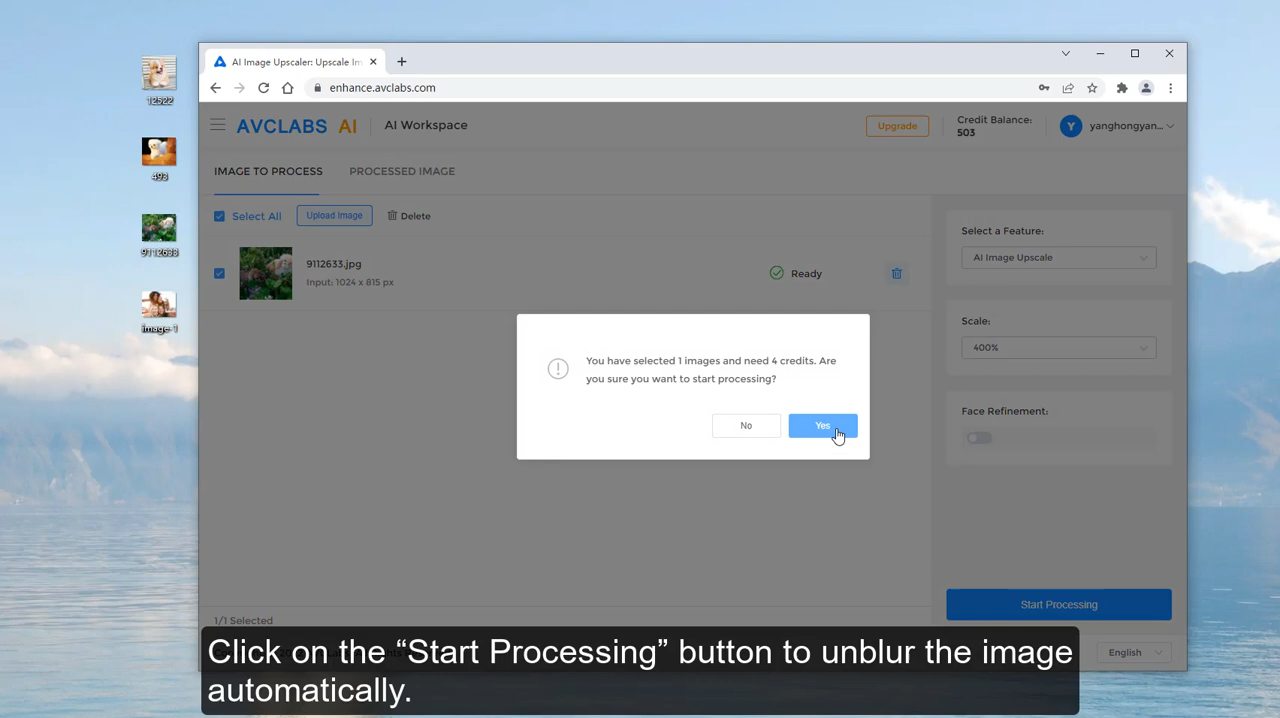 AI Image Upscaler: Upscale Im
enhance.avclabs.com
12522
493
9112633
image-1
AVCLABS AI
AI Workspace
Upgrade
Credit Balance:
503
Y
yanghongyan...
IMAGE TO PROCESS
PROCESSED IMAGE
Select All
Upload Image
Delete
9112633.jpg
Input: 1024 x 815 px
Ready
Select a Feature:
AI Image Upscale
Scale:
400%
Face Refinement:
You have selected 1 images and need 4 credits. Are
you sure you want to start processing?
No
Yes
Start Processing
1/1 Selected
English
Click on the “Start Processing” button to unblur the image
automatically.